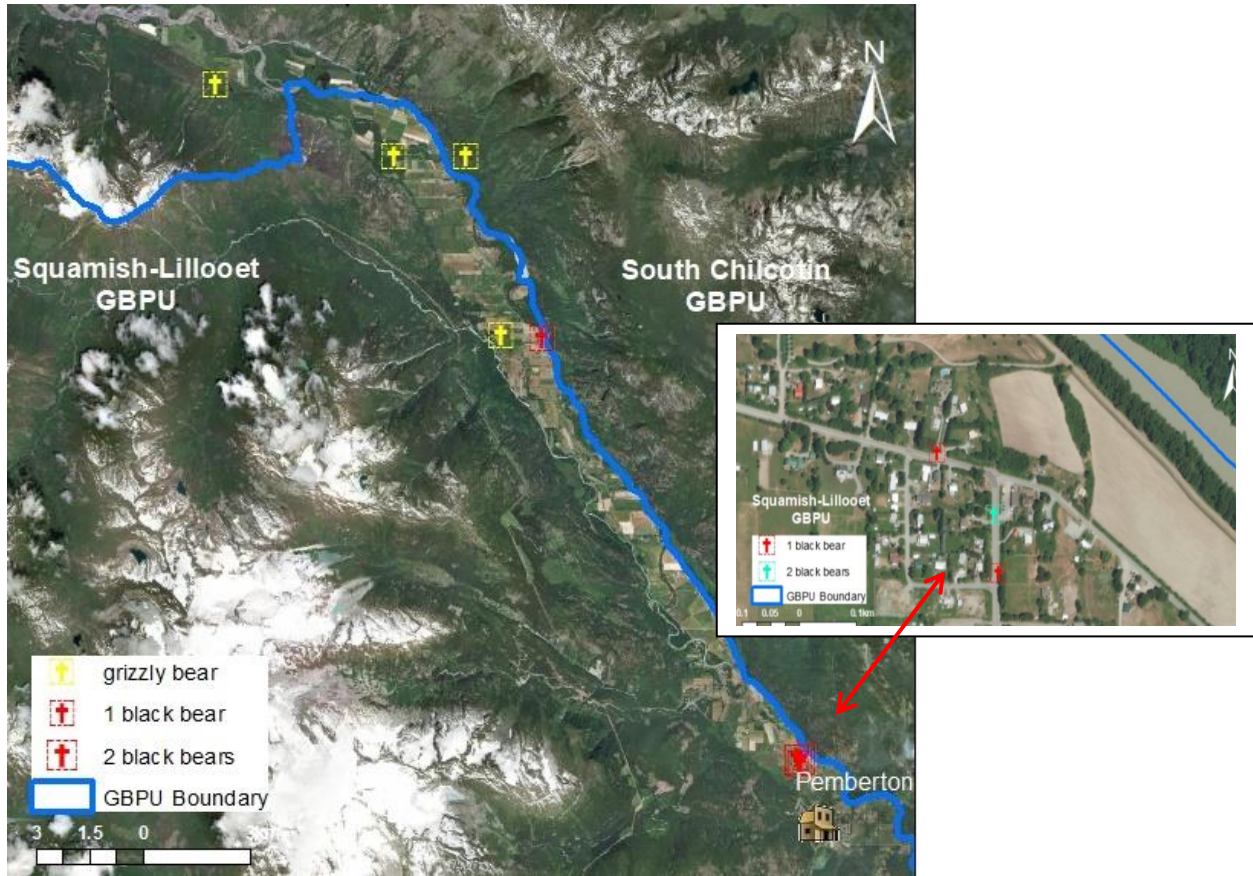 N
Squamish-Lillooet
GBPU
South Chilcotin
GBPU
N
Squamish-Lillooet
GBPU
1 black bear
2 black bears
GBPU Boundary
0.1 0.05 0 0.1km
grizzly bear
1 black bear
2 black bears
GBPU Boundary
3 1.5 0
Pemberton